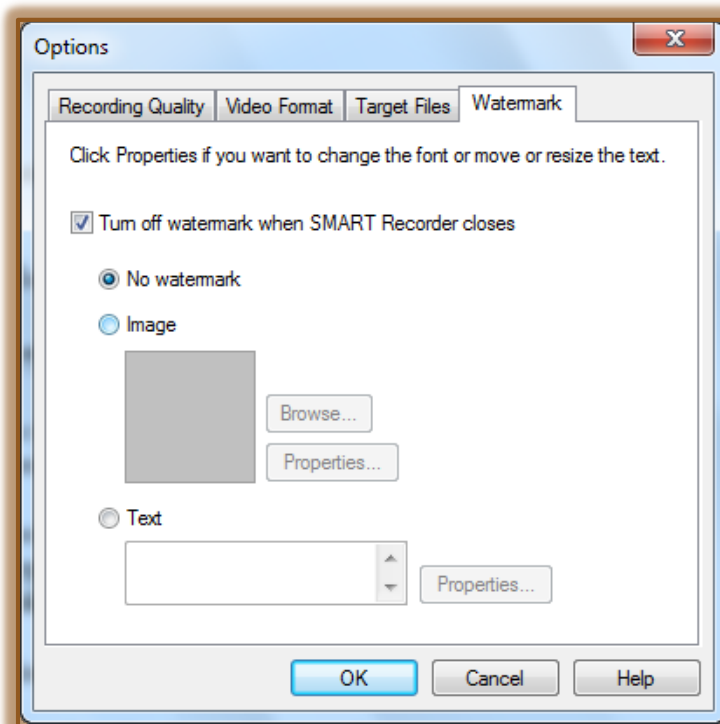 Options
Recording Quality Video Format Target Files Watermark
Click Properties if you want to change the font or move or resize the text.
Turn off watermark when SMART Recorder closes
No watermark
Image
Browse...
Properties...
Text
Properties...
OK Cancel Help